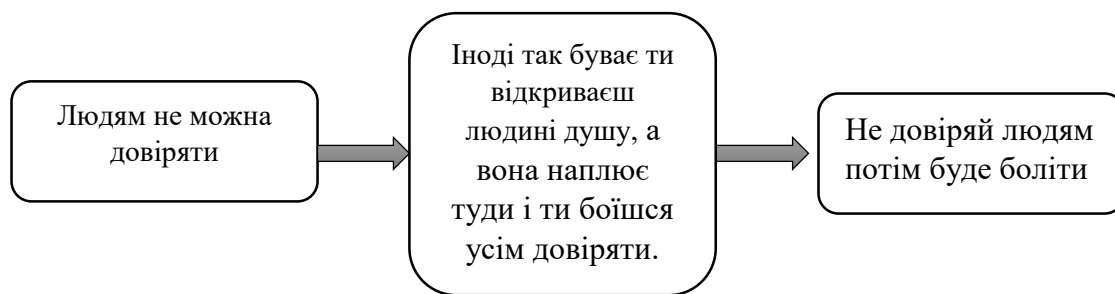 Людям не можна
довіряти
Іноді так буває ти
відкриваєш
людині душу, а
вона наплює
туди і ти боїшся
усім довіряти.
Не довіряй людям
потім буде боліти